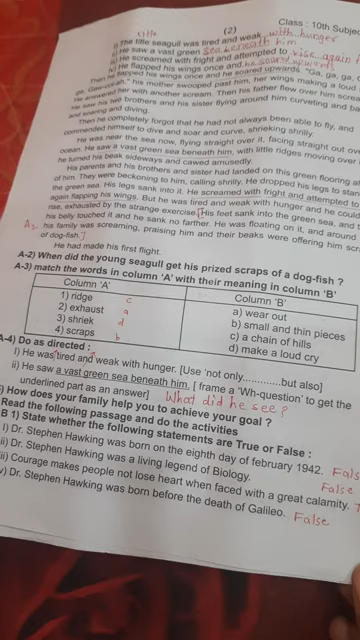 Class : 10th Subjec
(2)
i) The little seagull was tired and weak with hunger
ii) He saw a vast green sea beneath him
iii) He screamed with fright and attempted to rise again f
iv) He flapped his wings once and he soared upwards
Then he flapped his wings once and he soared upwards. "Ga, ga, ga,
his mother swooped past him, her wings making a loud
He answered her with another scream. Then his father flew over him screa
He saw his two brothers and his sister flying around him curveting and ba
and soaring and diving.
Then he completely forgot that he had not always been able to fly, and
commended himself to dive and soar and curve, shrieking shrilly.
He was near the sea now, flying straight over it, facing straight out ove
ocean. He saw a vast green sea beneath him, with little ridges moving over
he turned his beak sideways and cawed amusedly.
His parents and his brothers and sister had landed on this green flooring a
of him. They were beckoning to him, calling shrilly. He dropped his legs to stan
the green sea. His legs sank into it. He screamed with fright and attempted to
again flapping his wings. But he was tired and weak with hunger and he could
rise, exhausted by the strange exercise. [His feet sank into the green sea, and t
his belly touched it and he sank no farther. He was floating on it, and around
A2 his family was screaming, praising him and their beaks were offering him scra
of dog-fish.]
He had made his first flight.
A-2) When did the young seagull get his prized scraps of a dog-fish ?
A-3) match the words in column 'A' with their meaning in column 'B'
Column 'A' Column 'B'
1) ridge c a) wear out
2) exhaust a b) small and thin pieces
3) shriek d c) a chain of hills
4) scraps b d) make a loud cry
A-4) Do as directed :
i) He was tired and weak with hunger. [Use 'not only.............but also]
ii) He saw a vast green sea beneath him. [ frame a 'Wh-question' to get the
underlined part as an answer] What did he see?
) How does your family help you to achieve your goal ?
Read the following passage and do the activities
B 1) State whether the following statements are True or False :
i) Dr. Stephen Hawking was born on the eighth day of february 1942. Fals
ii) Dr. Stephen Hawking was a living legend of Biology. False
iii) Courage makes people not lose heart when faced with a great calamity. T
v) Dr. Stephen Hawking was born before the death of Galileo. False